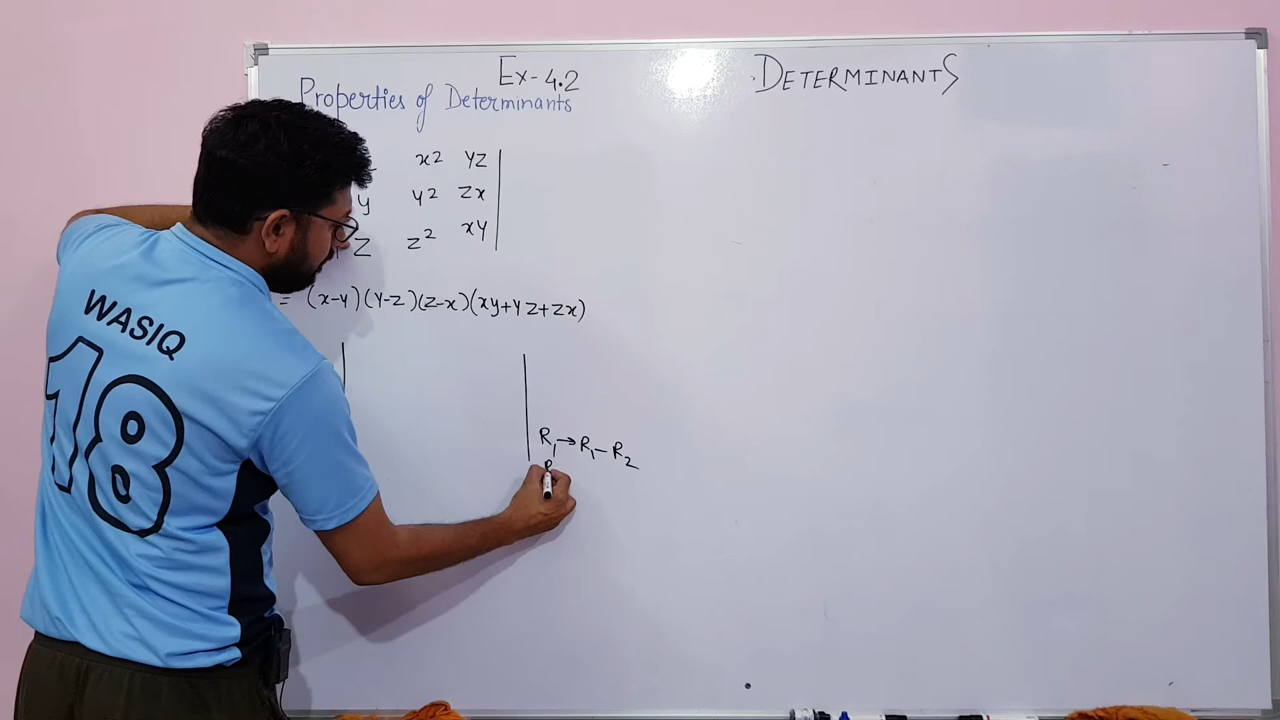 Ex-4.2
DETERMINANTS
Properties of Determinants
x2 YZ
y y2 Zx
Z z2 xY
= (x-y)(Y-Z)(Z-x)(xy+YZ+Zx)
R1→R1-R2
WASIQ
18